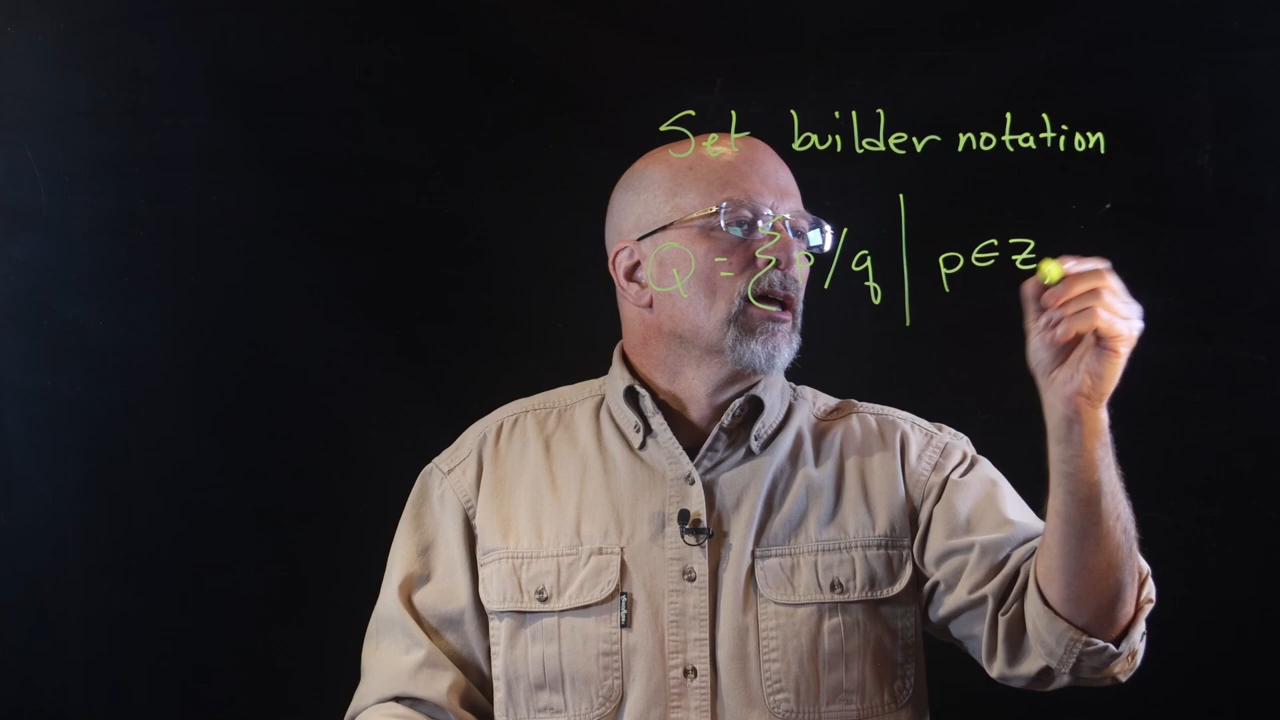 Set builder notation
Q = { p/q | p ∈ Z